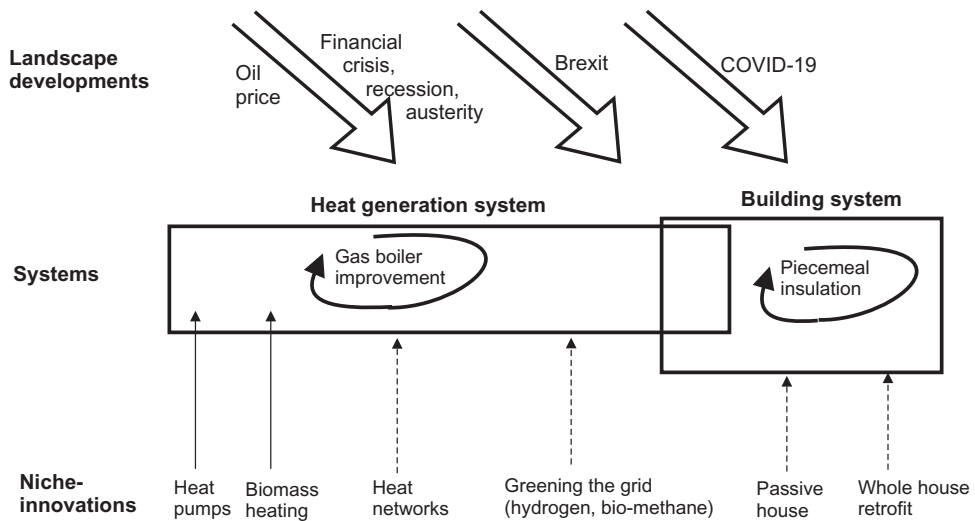 Landscape
developments
Oil
price
Financial
crisis,
recession,
austerity
Brexit
COVID-19
Heat generation system
Building system
Systems
Gas boiler
improvement
Piecemeal
insulation
Niche-
innovations
Heat
pumps
Biomass
heating
Heat
networks
Greening the grid
(hydrogen, bio-methane)
Passive
house
Whole house
retrofit